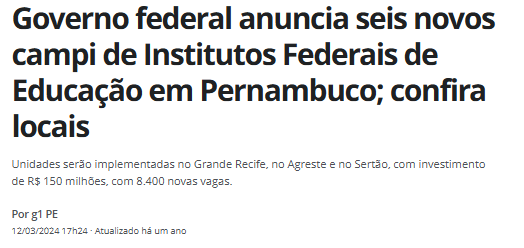 Governo federal anuncia seis novos
campi de Institutos Federais de
Educação em Pernambuco; confira
locais
Unidades serão implementadas no Grande Recife, no Agreste e no Sertão, com investimento
de R$ 150 milhões, com 8.400 novas vagas.
Por g1 PE
12/03/2024 17h24 · Atualizado há um ano